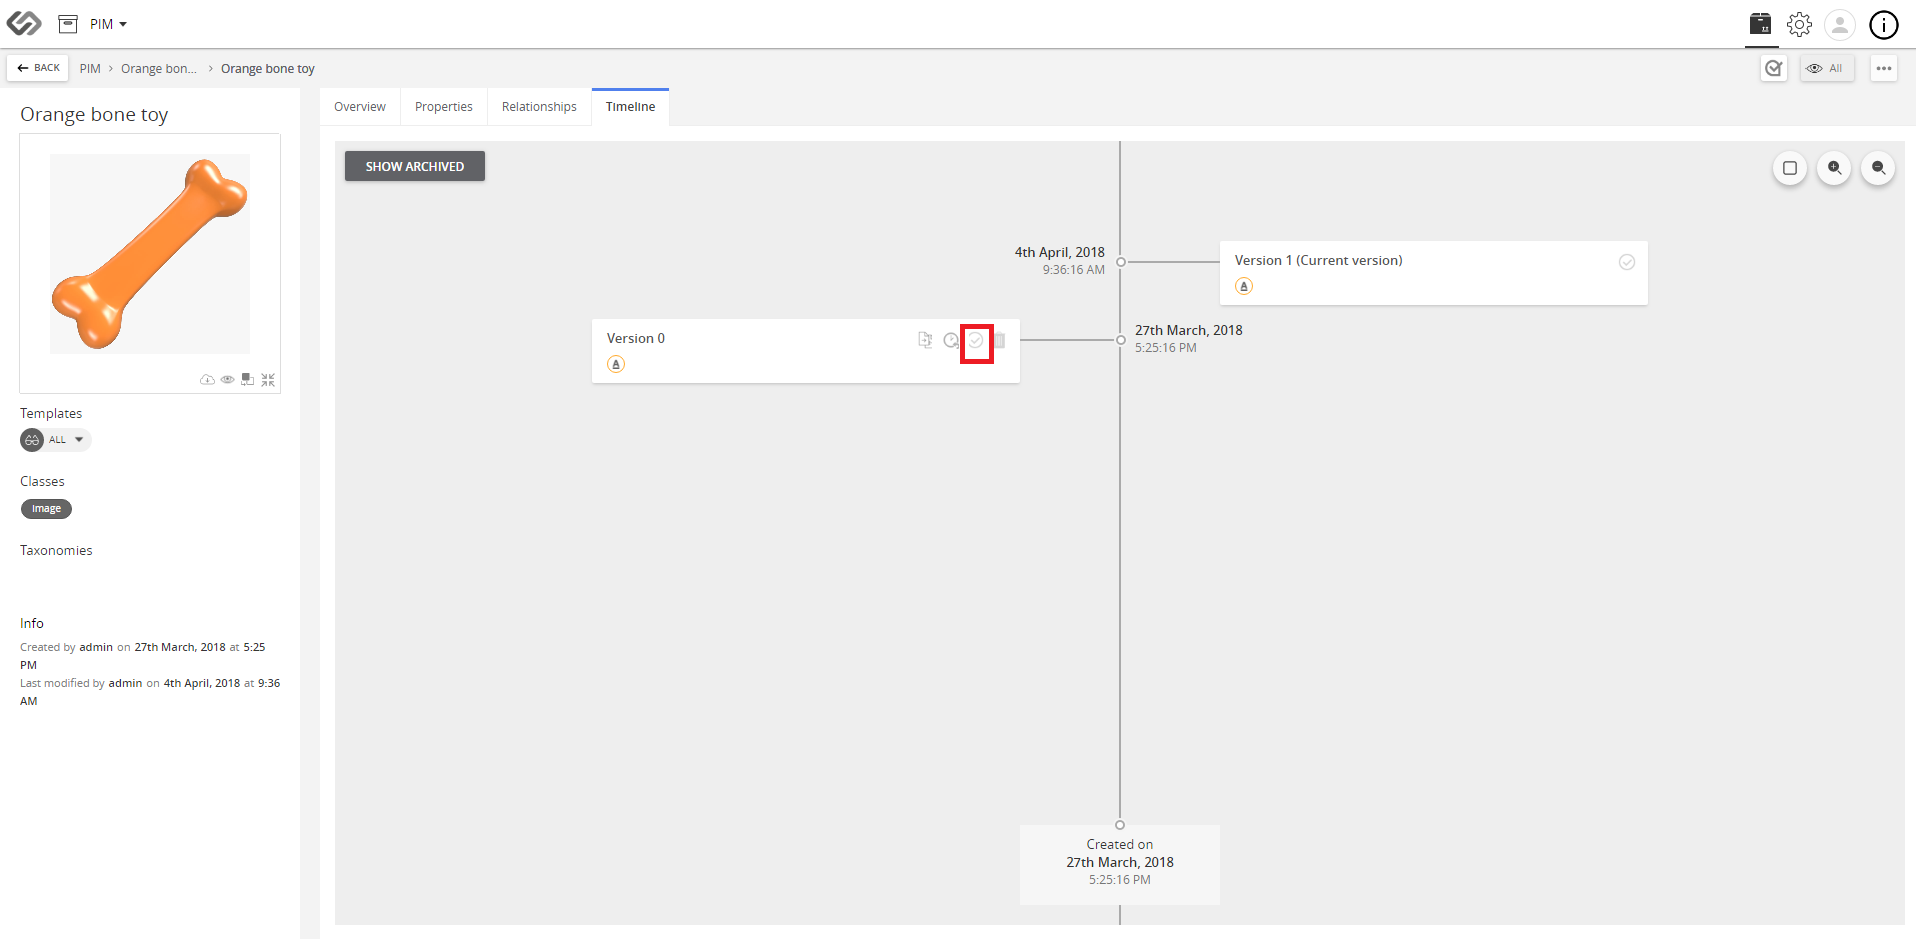 PIM
BACK
PIM > Orange bon... > Orange bone toy
All
Orange bone toy
Templates
ALL
Classes
Image
Taxonomies
Info
Created by admin on 27th March, 2018 at 5:25
PM
Last modified by admin on 4th April, 2018 at 9:36
AM
Overview
Properties
Relationships
Timeline
SHOW ARCHIVED
4th April, 2018
9:36:16 AM
Version 1 (Current version)
A
Version 0
A
27th March, 2018
5:25:16 PM
Created on
27th March, 2018
5:25:16 PM